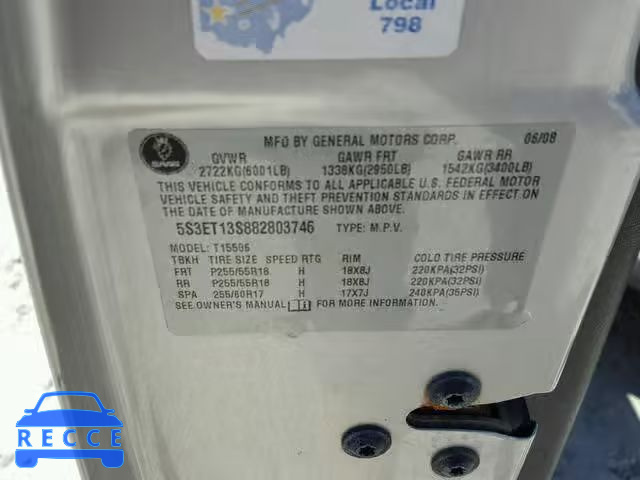 Local
798
MFD BY GENERAL MOTORS CORP. 06/08
GVWR GAWR FRT GAWR RR
2722KG(6001LB) 1338KG(2950LB) 1542KG(3400LB)
THIS VEHICLE CONFORMS TO ALL APPLICABLE U.S. FEDERAL MOTOR
VEHICLE SAFETY AND THEFT PREVENTION STANDARDS IN EFFECT ON
THE DATE OF MANUFACTURE SHOWN ABOVE.
5S3ET13S882803746 TYPE: M.P.V.
MODEL: T15506
TBKH TIRE SIZE SPEED RTG RIM COLD TIRE PRESSURE
FRT P255/55R18 H 18X8J 220KPA(32PSI)
RR P255/55R18 H 18X8J 220KPA(32PSI)
SPA 255/60R17 H 17X7J 240KPA(35PSI)
SEE OWNER'S MANUAL FOR MORE INFORMATION.
RECCE